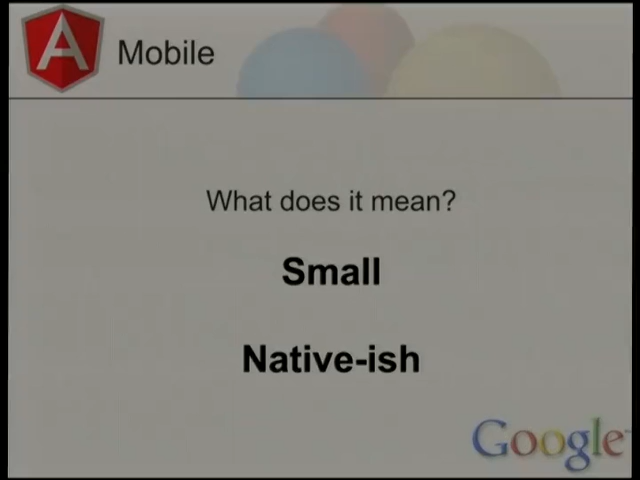 A
Mobile
What does it mean?
Small
Native-ish
Google